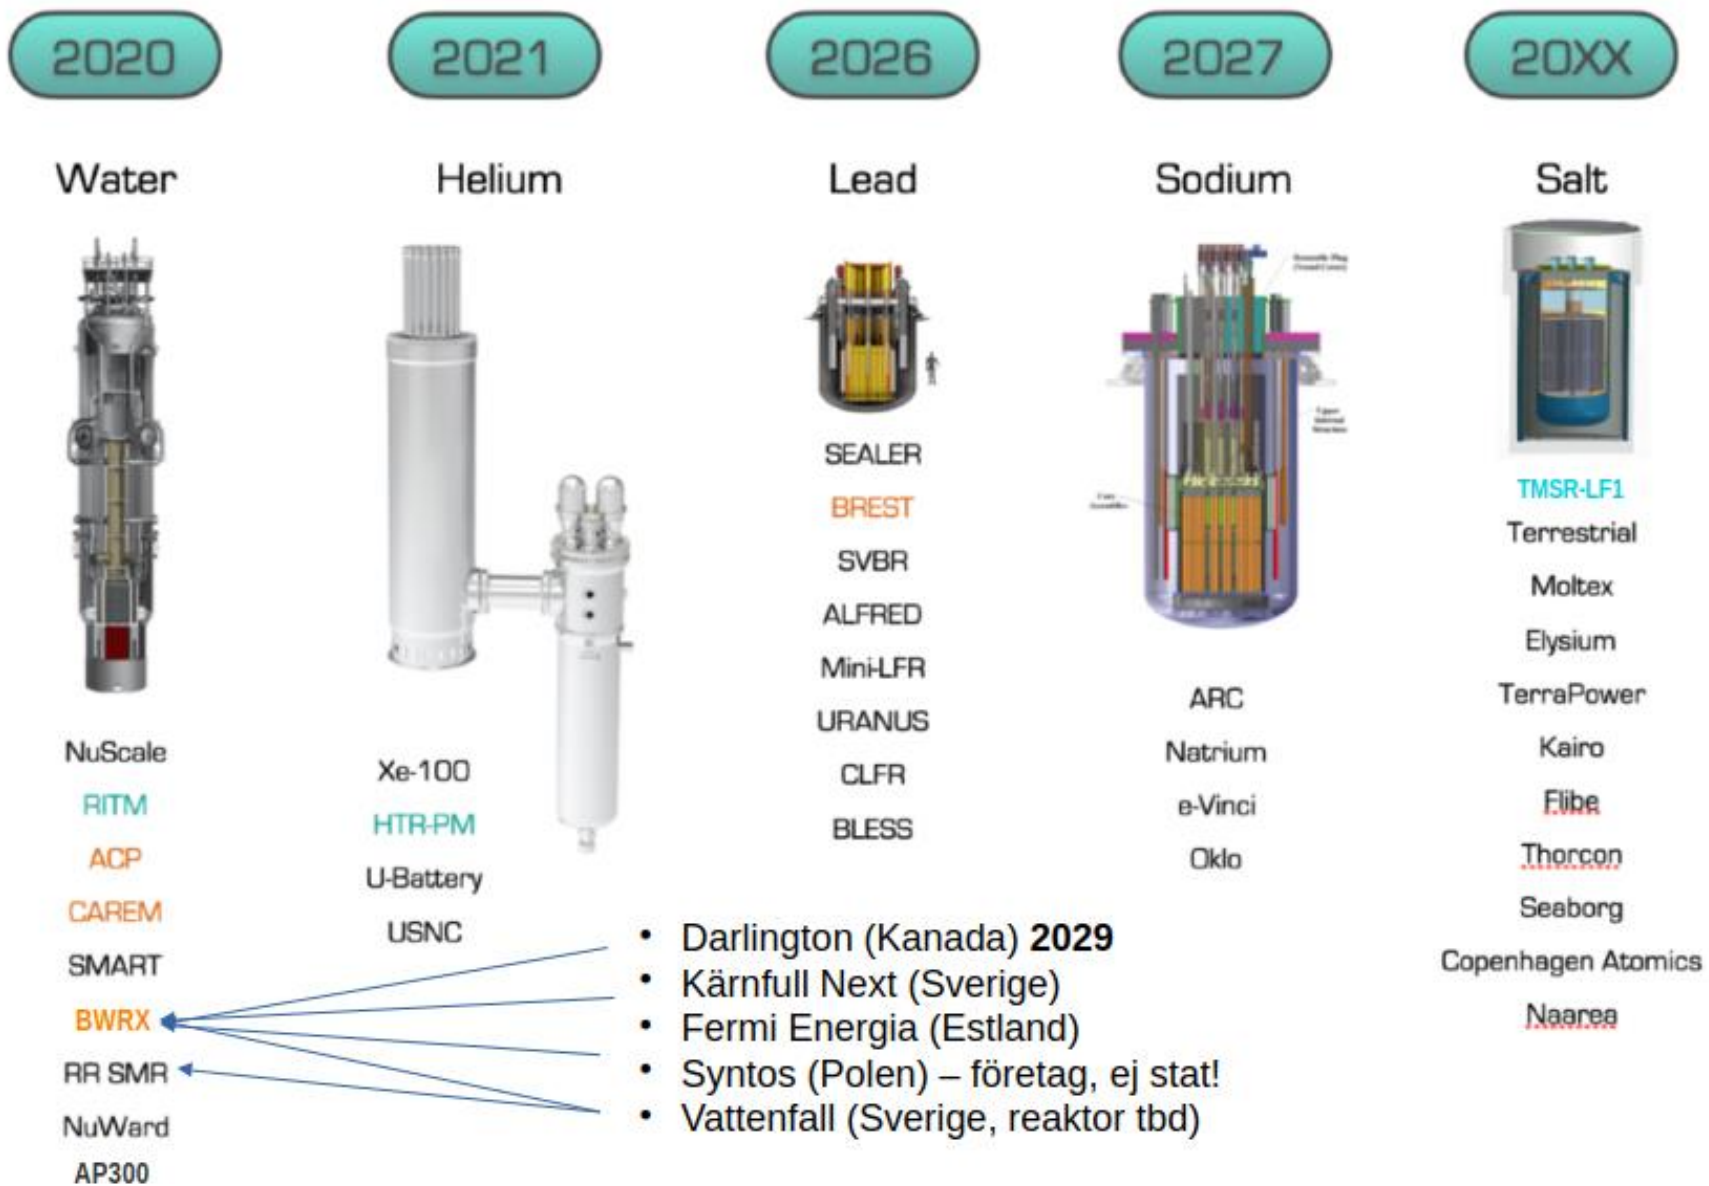 2020
2021
2026
2027
20XX
Water
Helium
Lead
Sodium
Salt
NuScale
RITM
ACP
CAREM
SMART
BWRX
RR SMR
NuWard
AP300
Xe-100
HTR-PM
U-Battery
USNC
SEALER
BREST
SVBR
ALFRED
Mini-LFR
URANUS
CLFR
BLESS
ARC
Natrium
e-Vinci
Oklo
TMSR-LF1
Terrestrial
Moltex
Elysium
TerraPower
Kairo
Flibe
Thorcon
Seaborg
Copenhagen Atomics
Naarea
• Darlington (Kanada) 2029
• Kärnfull Next (Sverige)
• Fermi Energia (Estland)
• Syntos (Polen) – företag, ej stat!
• Vattenfall (Sverige, reaktor tbd)